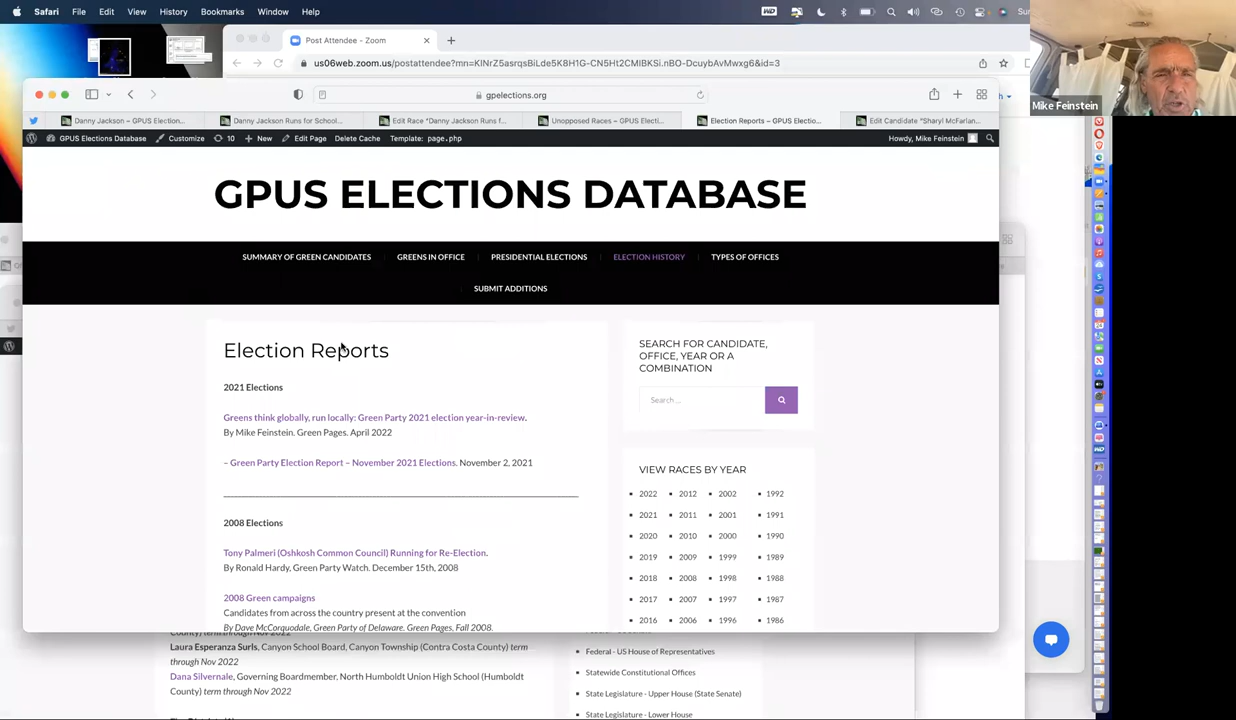 Safari File Edit View History Bookmarks Window Help
Post Attendee - Zoom
us06web.zoom.us/postattendee?mn=KlNrZ5asrqsBiLde5K8H1G-CN5Ht2CMIBKSi.nBO-DcuybAvMwxg6&id=3
Mike Feinstein
gpelections.org
Danny Jackson – GPUS Election...
Danny Jackson Runs for School...
Edit Race "Danny Jackson Runs f...
Unopposed Races – GPUS Electi...
Election Reports – GPUS Electio...
Edit Candidate "Sharyl McFarlan...
GPUS Elections Database Customize 10 New Edit Page Delete Cache Template: page.php Howdy, Mike Feinstein
GPUS ELECTIONS DATABASE
SUMMARY OF GREEN CANDIDATES GREENS IN OFFICE PRESIDENTIAL ELECTIONS ELECTION HISTORY TYPES OF OFFICES
SUBMIT ADDITIONS
Election Reports
2021 Elections
Greens think globally, run locally: Green Party 2021 election year-in-review.
By Mike Feinstein. Green Pages. April 2022
– Green Party Election Report – November 2021 Elections. November 2, 2021
2008 Elections
Tony Palmeri (Oshkosh Common Council) Running for Re-Election.
By Ronald Hardy, Green Party Watch. December 15th, 2008
2008 Green campaigns
Candidates from across the country present at the convention
By Dave McCorquodale, Green Party of Delaware. Green Pages, Fall 2008.
SEARCH FOR CANDIDATE,
OFFICE, YEAR OR A
COMBINATION
Search ...
VIEW RACES BY YEAR
2022 2012 2002 1992
2021 2011 2001 1991
2020 2010 2000 1990
2019 2009 1999 1989
2018 2008 1998 1988
2017 2007 1997 1987
2016 2006 1996 1986
County) term through Nov 2022
Laura Esperanza Surls, Canyon School Board, Canyon Township (Contra Costa County) term
through Nov 2022
Dana Silvernale, Governing Boardmember, North Humboldt Union High School (Humboldt
County) term through Nov 2022
Federal - US House of Representatives
Statewide Constitutional Offices
State Legislature - Upper House (State Senate)
State Legislature - Lower House